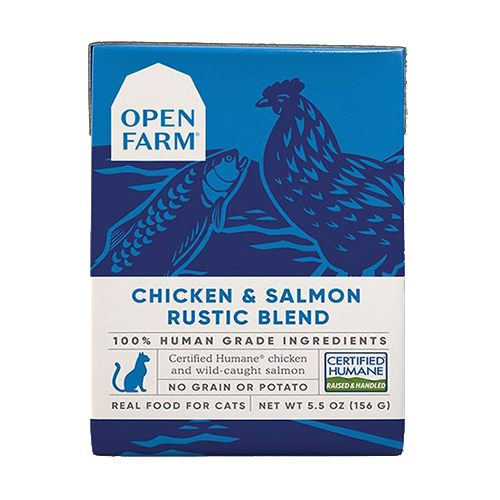 OPEN
FARM®
CHICKEN & SALMON
RUSTIC BLEND
100% HUMAN GRADE INGREDIENTS
Certified Humane® chicken
and wild-caught salmon
NO GRAIN OR POTATO
CERTIFIED
HUMANE
RAISED & HANDLED
REAL FOOD FOR CATS
NET WT 5.5 OZ (156 G)